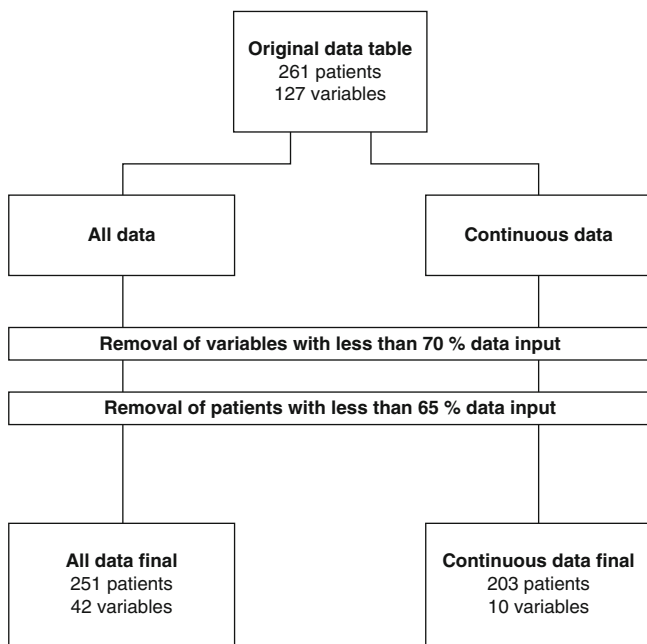 Original data table
261 patients
127 variables
All data
Continuous data
Removal of variables with less than 70 % data input
Removal of patients with less than 65 % data input
All data final
251 patients
42 variables
Continuous data final
203 patients
10 variables